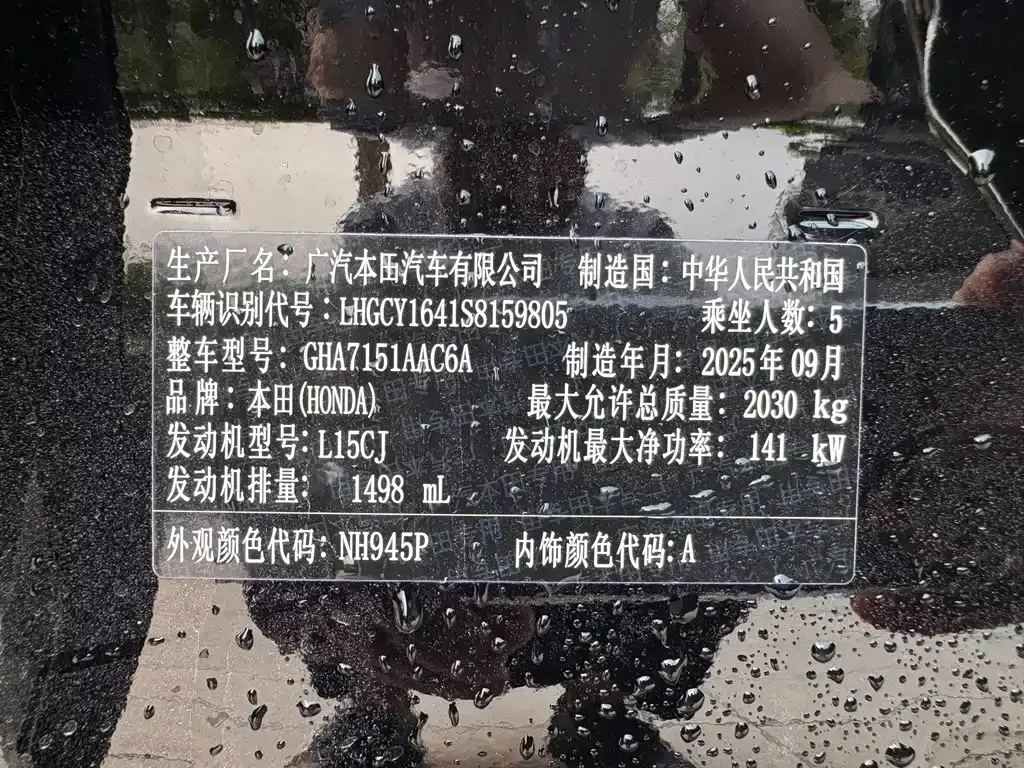 生产厂名：广汽本田汽车有限公司 制造国：中华人民共和国
车辆识别代号：LHGCY1641S8159805 乘坐人数：5
整车型号：GHA7151AAC6A 制造年月：2025年09月
品牌：本田(HONDA) 最大允许总质量：2030 kg
发动机型号：L15CJ 发动机最大净功率：141 kW
发动机排量： 1498 mL
外观颜色代码：NH945P 内饰颜色代码：A